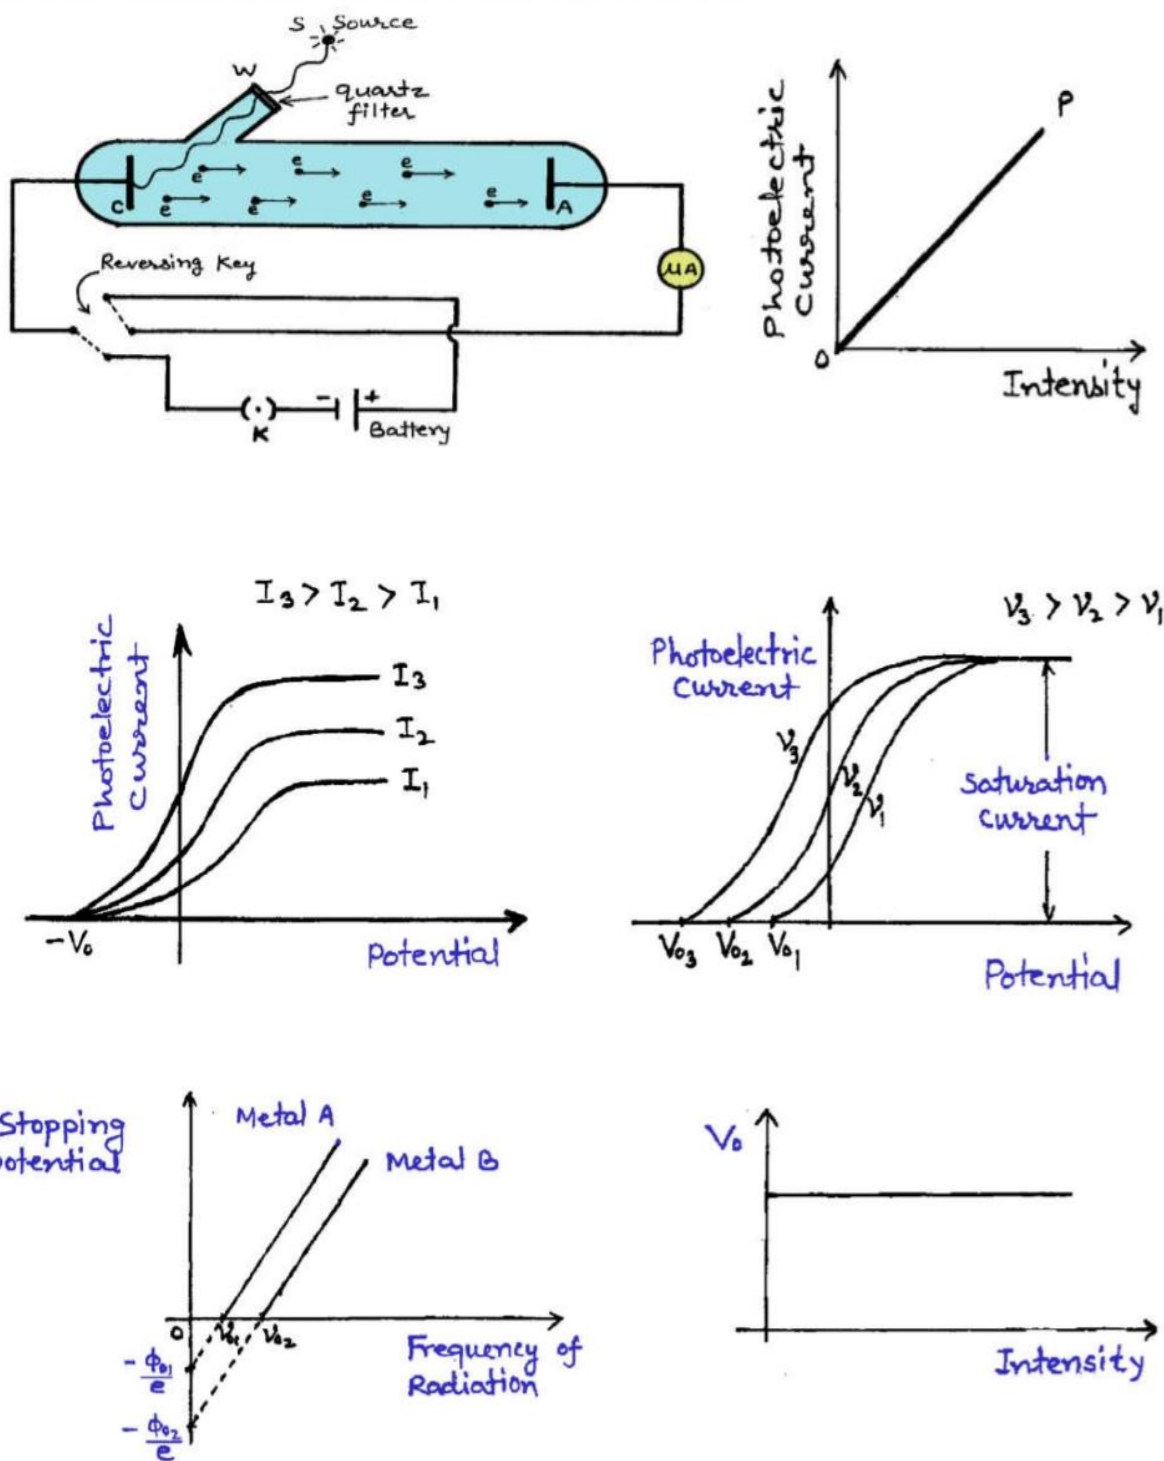 S Source
W
quartz
filter
e e e
C e e e e A
Reversing Key
μA
- +
K Battery
Photoelectric
Current
P
O
Intensity
I₃ > I₂ > I₁
Photoelectric
Current
I₃
I₂
I₁
-V₀
Potential
ν₃ > ν₂ > ν₁
Photoelectric
Current
ν₃
ν₂
ν₁
Saturation
Current
V₀₃ V₀₂ V₀₁
Potential
Stopping
potential
Metal A
Metal B
O ν₀₁ ν₀₂
-ϕ₀₁/e
-ϕ₀₂/e
Frequency of
Radiation
V₀
Intensity